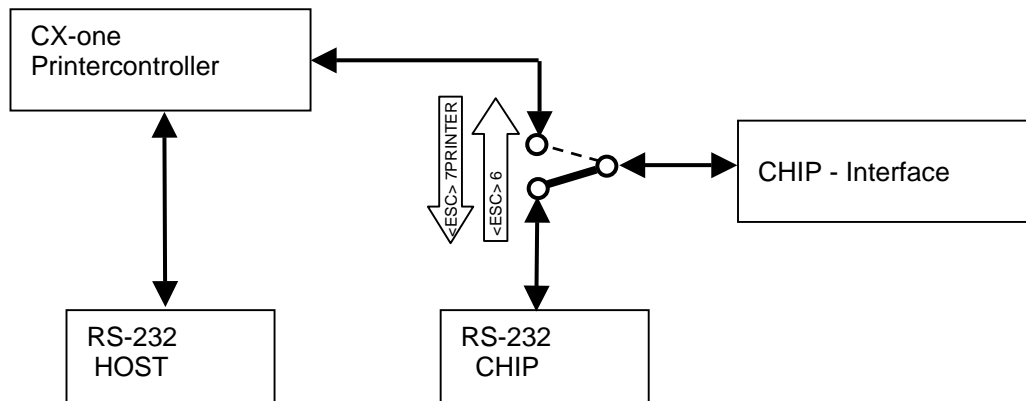 CX-one
Printercontroller
<ESC> 7PRINTER
<ESC> 6
CHIP - Interface
RS-232
HOST
RS-232
CHIP